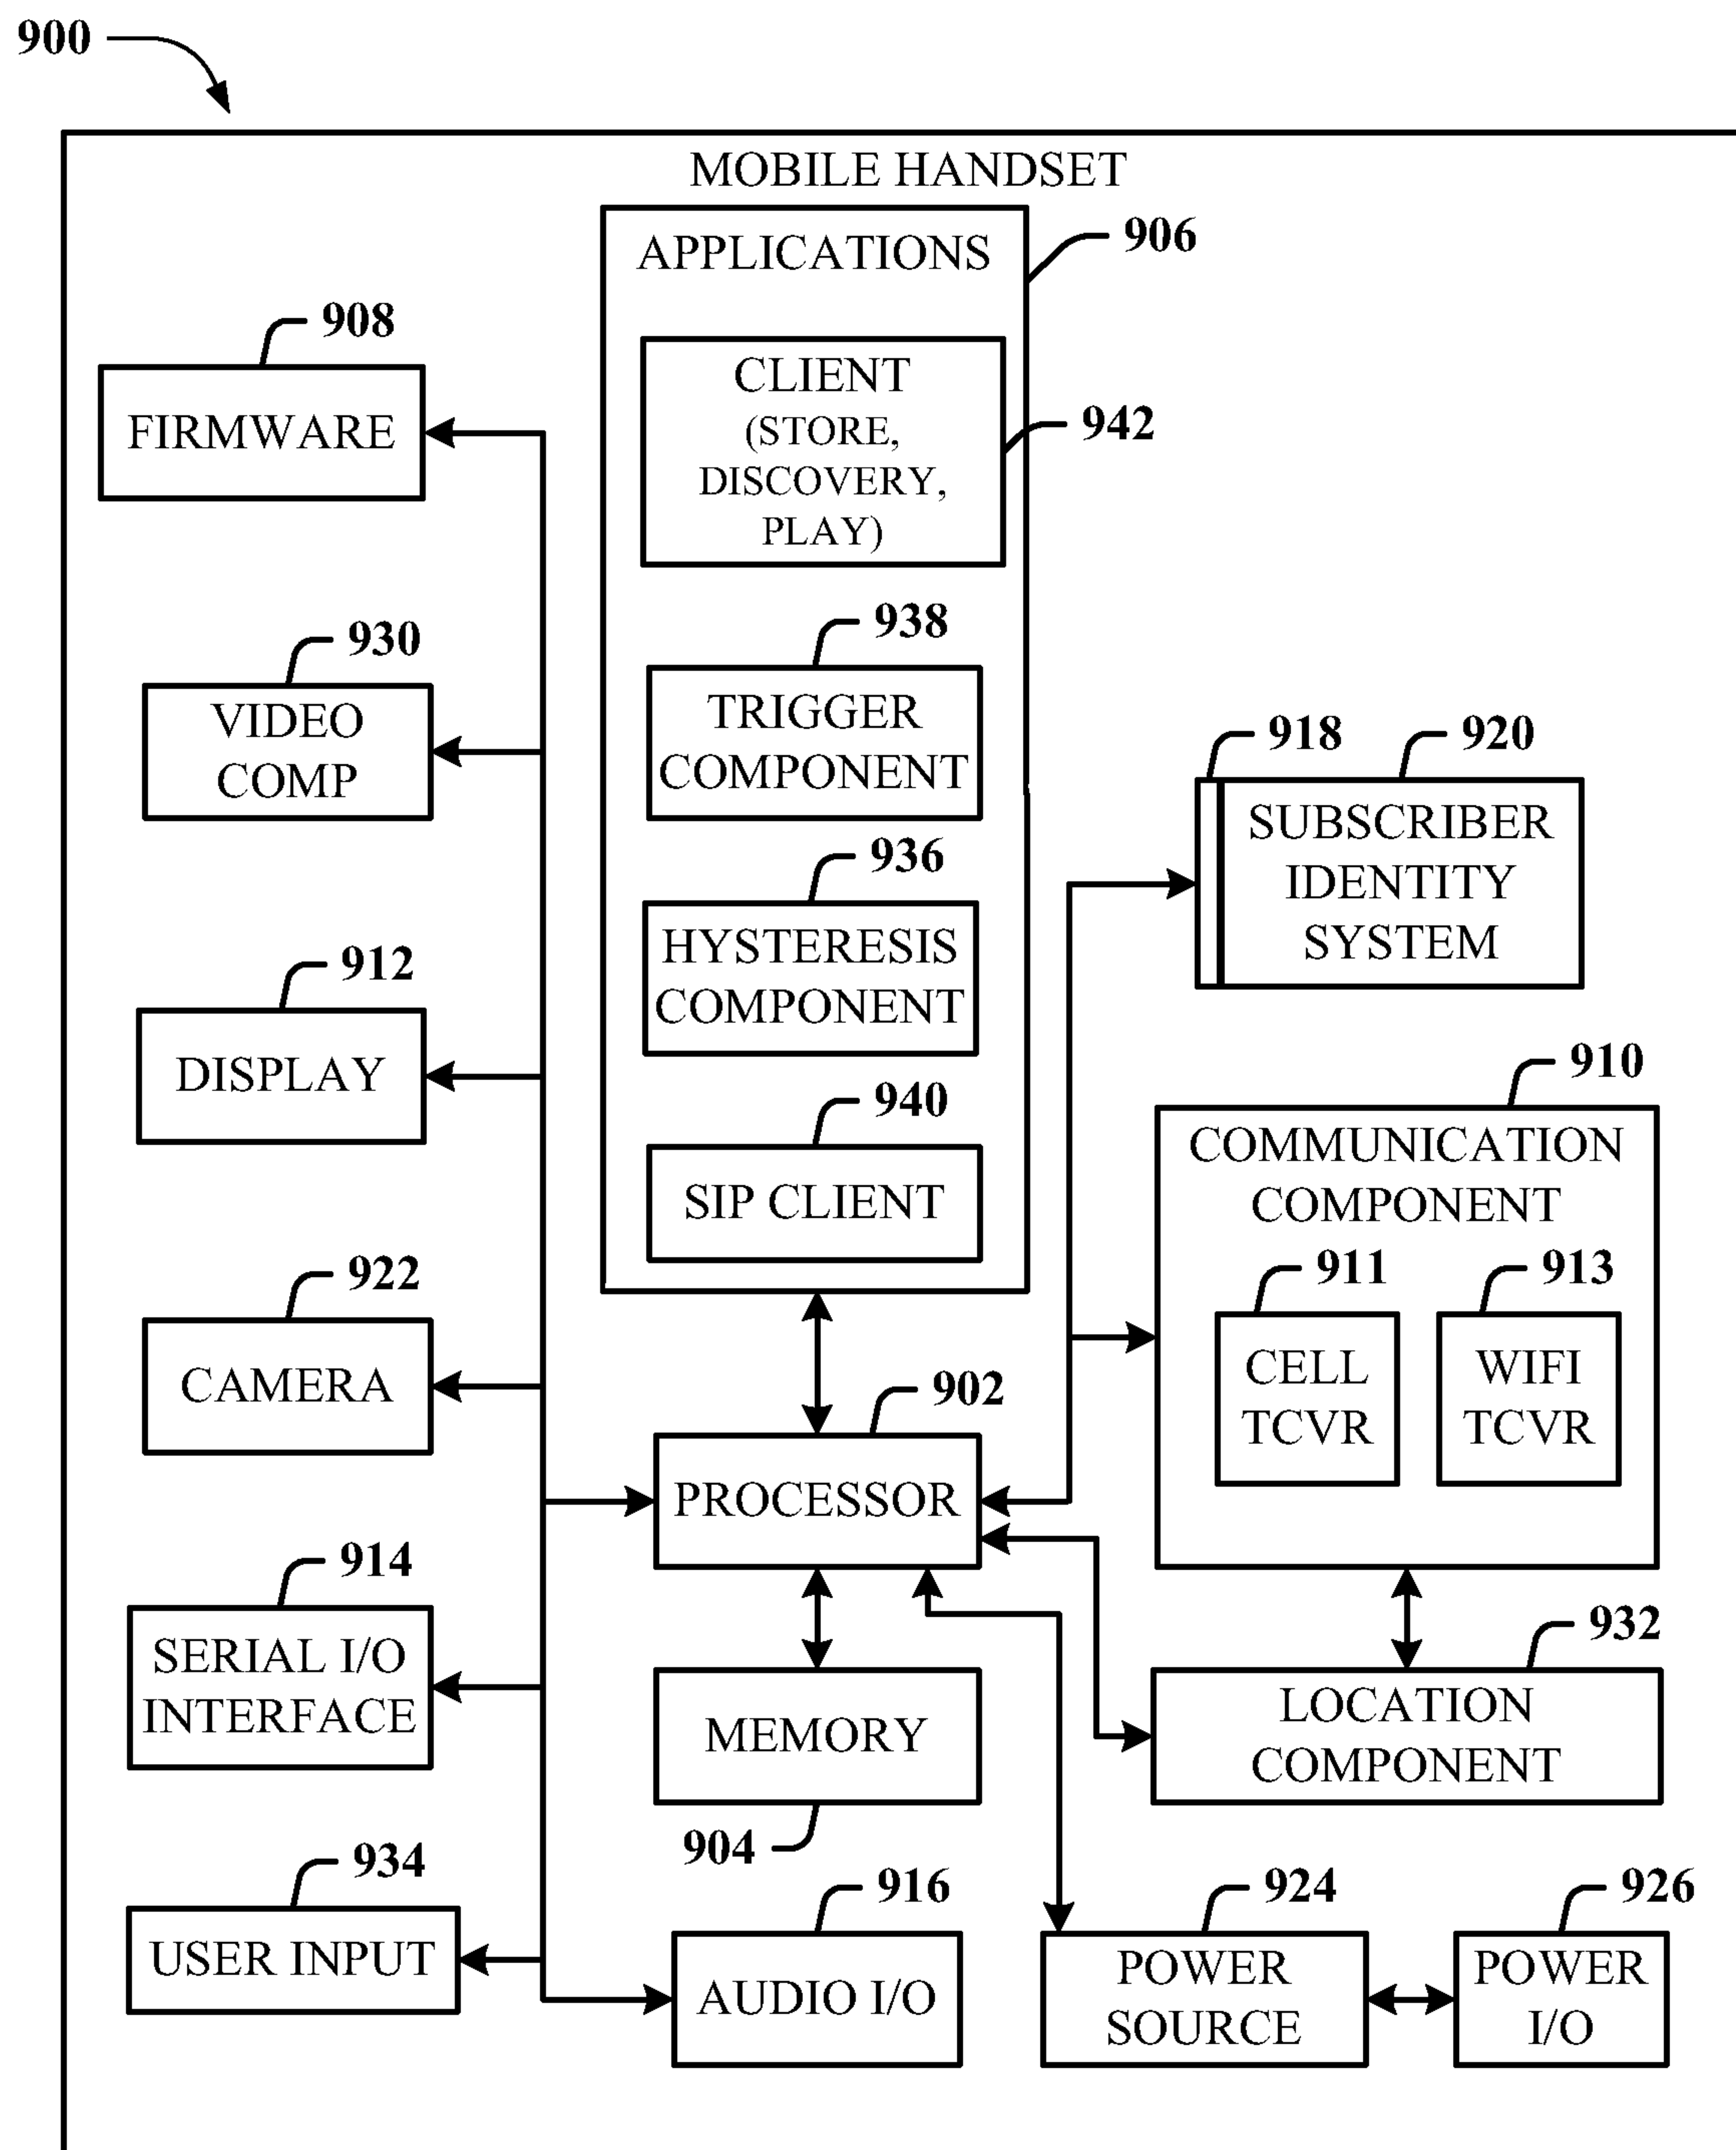 900
MOBILE HANDSET
APPLICATIONS
906
CLIENT
(STORE,
DISCOVERY,
PLAY)
942
938
TRIGGER
COMPONENT
936
HYSTERESIS
COMPONENT
940
SIP CLIENT
908
FIRMWARE
930
VIDEO
COMP
912
DISPLAY
922
CAMERA
914
SERIAL I/O
INTERFACE
934
USER INPUT
902
PROCESSOR
MEMORY
904
916
AUDIO I/O
918
920
SUBSCRIBER
IDENTITY
SYSTEM
910
COMMUNICATION
COMPONENT
911
CELL
TCVR
913
WIFI
TCVR
932
LOCATION
COMPONENT
924
POWER
SOURCE
926
POWER
I/O